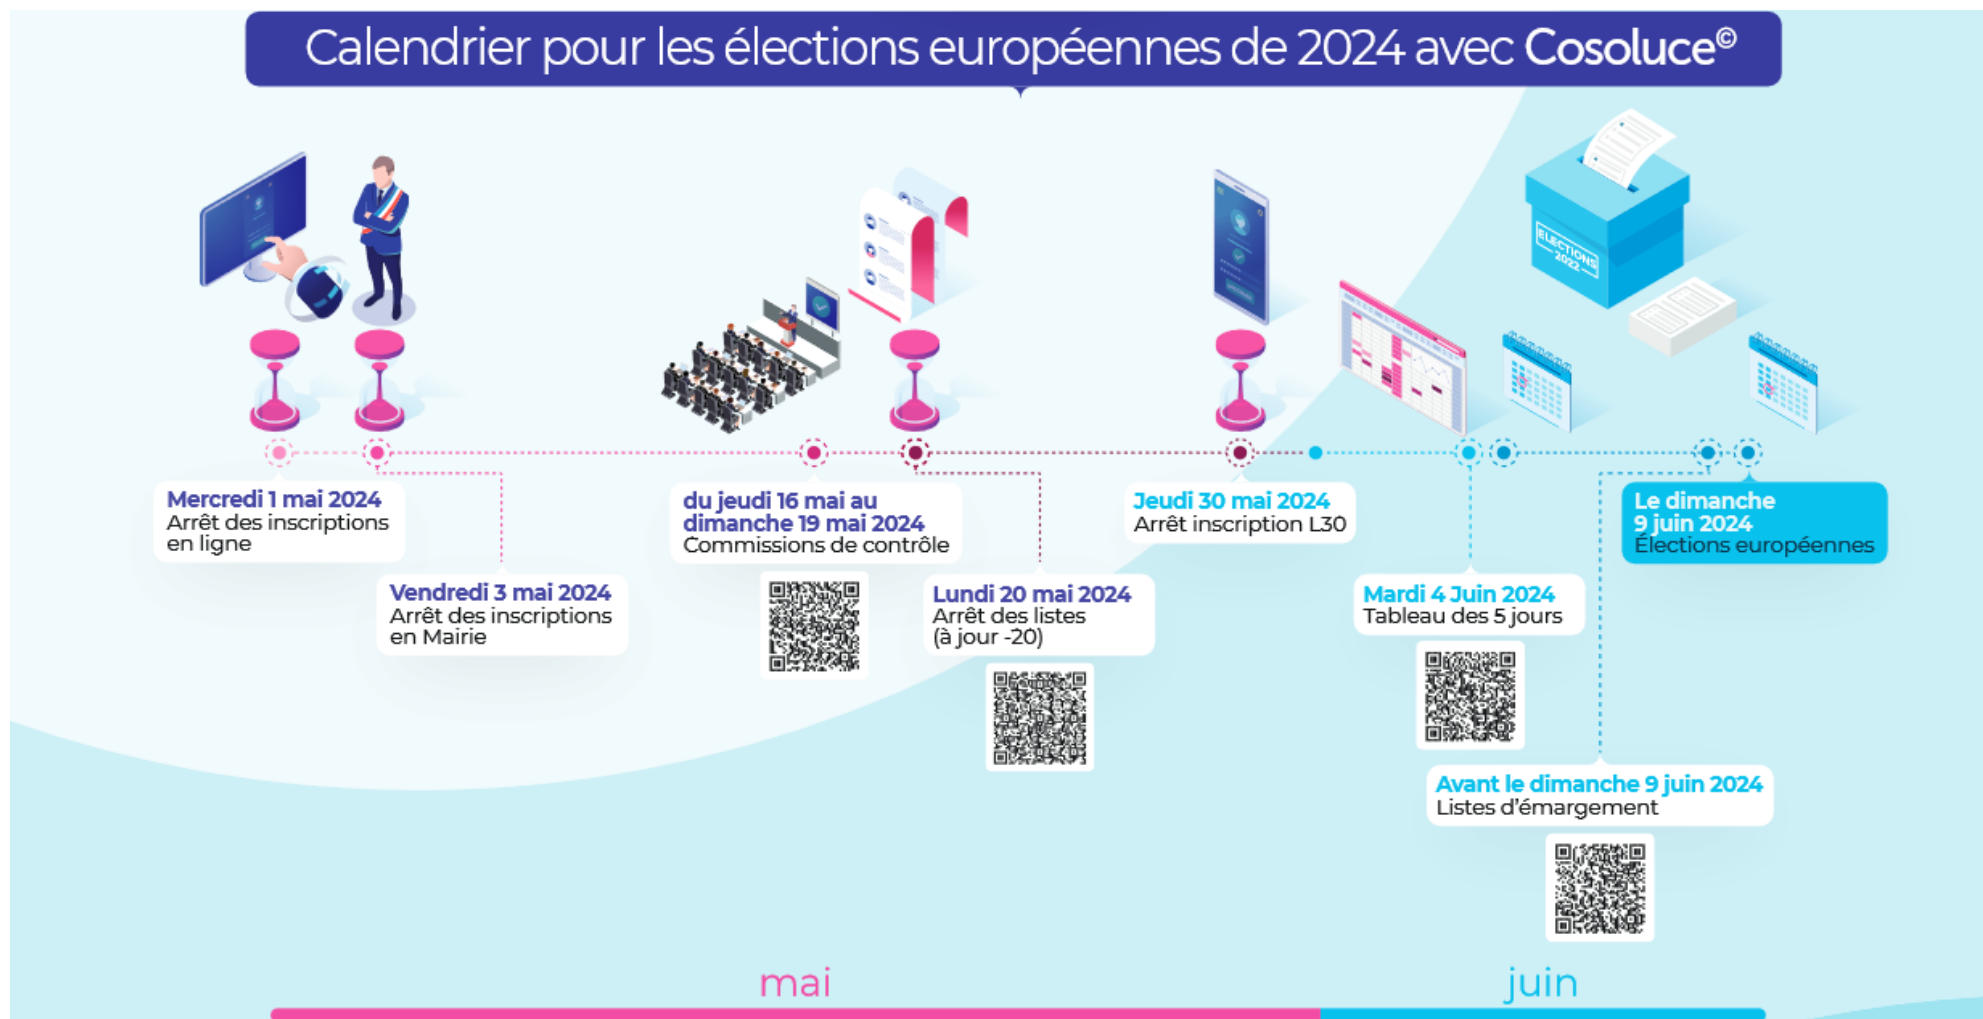 Calendrier pour les élections européennes de 2024 avec Cosoluce©
ELECTIONS
2022
Mercredi 1 mai 2024
Arrêt des inscriptions
en ligne
Vendredi 3 mai 2024
Arrêt des inscriptions
en Mairie
du jeudi 16 mai au
dimanche 19 mai 2024
Commissions de contrôle
Lundi 20 mai 2024
Arrêt des listes
(à jour -20)
Jeudi 30 mai 2024
Arrêt inscription L30
Mardi 4 Juin 2024
Tableau des 5 jours
Avant le dimanche 9 juin 2024
Listes d'émargement
Le dimanche
9 juin 2024
Élections européennes
mai
juin